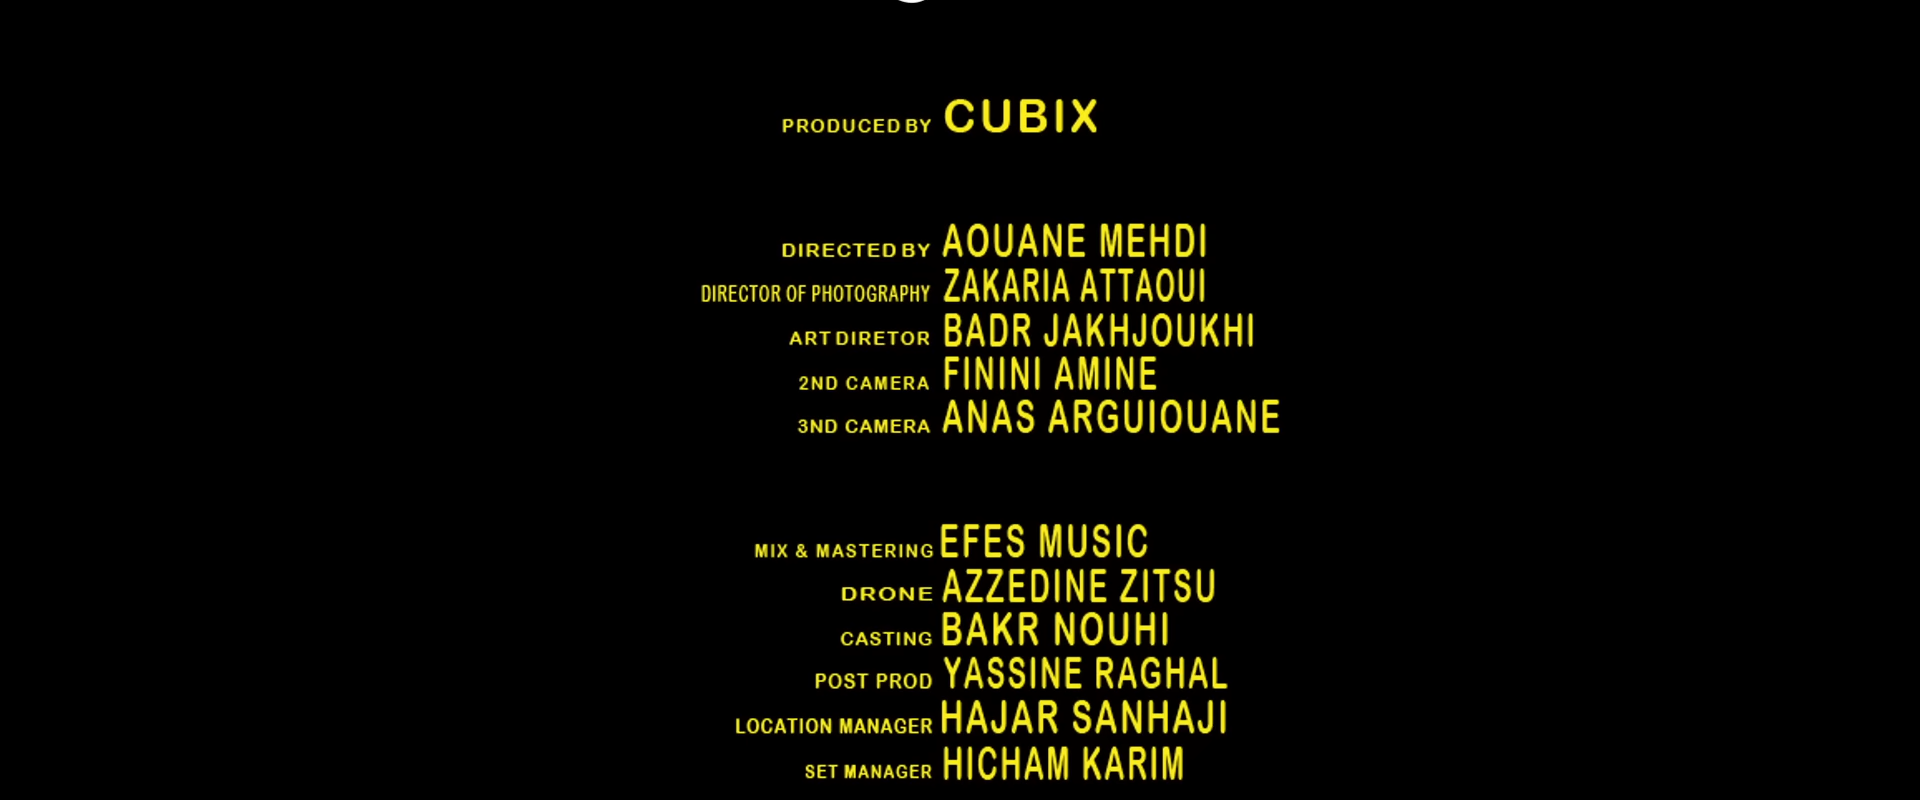 PRODUCED BY CUBIX
DIRECTED BY AOUANE MEHDI
DIRECTOR OF PHOTOGRAPHY ZAKARIA ATTAOUI
ART DIRETOR BADR JAKHJOUKHI
2ND CAMERA FININI AMINE
3ND CAMERA ANAS ARGUIOUANE
MIX & MASTERING EFES MUSIC
DRONE AZZEDINE ZITSU
CASTING BAKR NOUHI
POST PROD YASSINE RAGHAL
LOCATION MANAGER HAJAR SANHAJI
SET MANAGER HICHAM KARIM